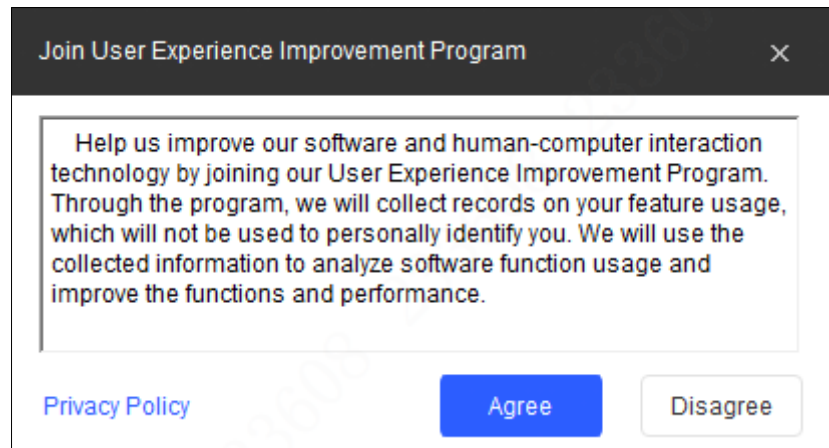 Join User Experience Improvement Program
Help us improve our software and human-computer interaction
technology by joining our User Experience Improvement Program.
Through the program, we will collect records on your feature usage,
which will not be used to personally identify you. We will use the
collected information to analyze software function usage and
improve the functions and performance.
Privacy Policy
Agree
Disagree